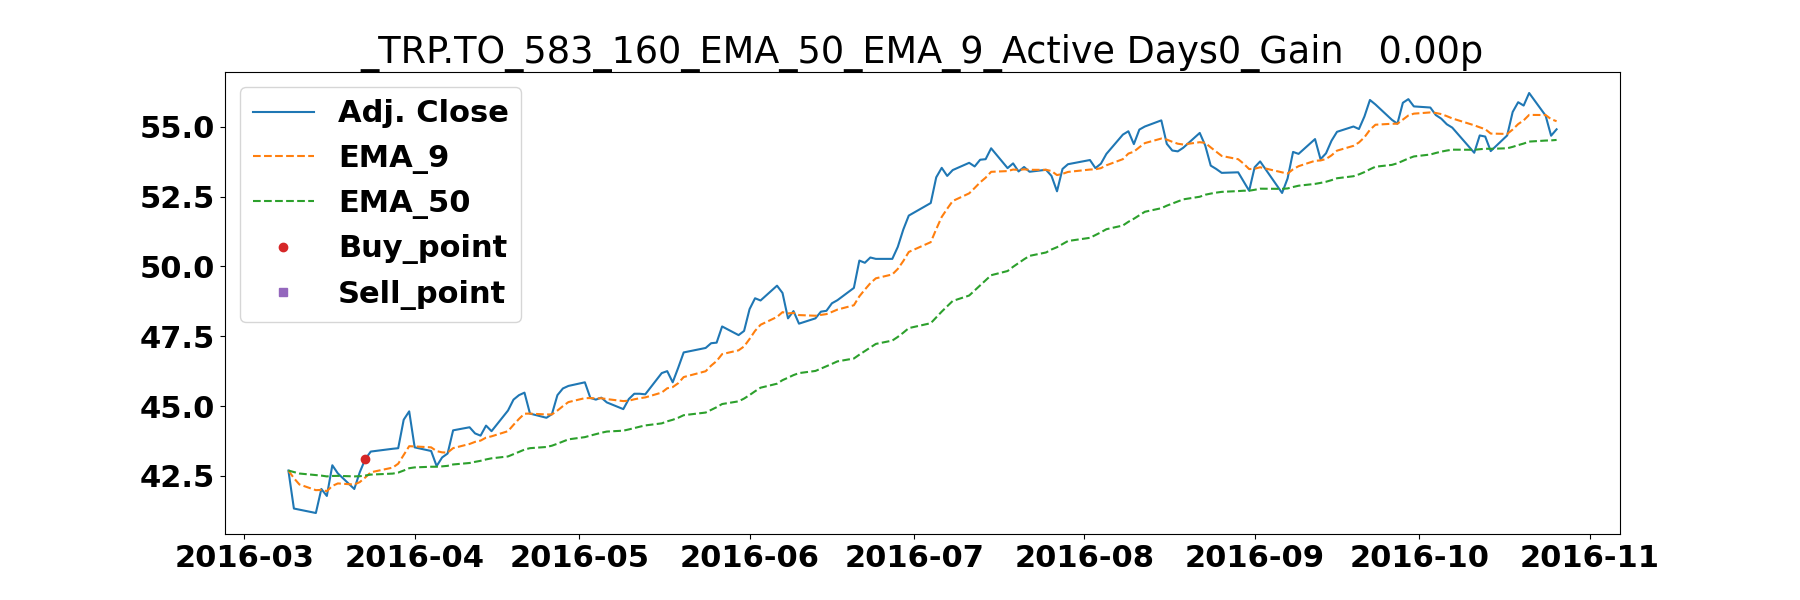 _TRP.TO_583_160_EMA_50_EMA_9_Active Days0_Gain   0.00p
Adj. Close
EMA_9
EMA_50
Buy_point
Sell_point
55.0
52.5
50.0
47.5
45.0
42.5
2016-03 2016-04 2016-05 2016-06 2016-07 2016-08 2016-09 2016-10 2016-11